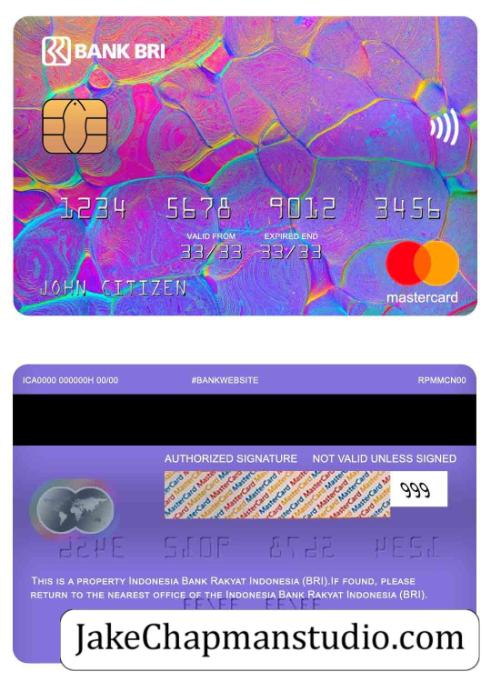 BANK BRI
1234 5678 9012 3456
VALID FROM EXPIRED END
33/33 33/33
JOHN CITIZEN
mastercard
ICA0000 000000H 00/00 #BANKWEBSITE RPMMCN00
AUTHORIZED SIGNATURE NOT VALID UNLESS SIGNED
999
THIS IS A PROPERTY INDONESIA BANK RAKYAT INDONESIA (BRI).IF FOUND, PLEASE
RETURN TO THE NEAREST OFFICE OF THE INDONESIA BANK RAKYAT INDONESIA (BRI).
JakeChapmanstudio.com